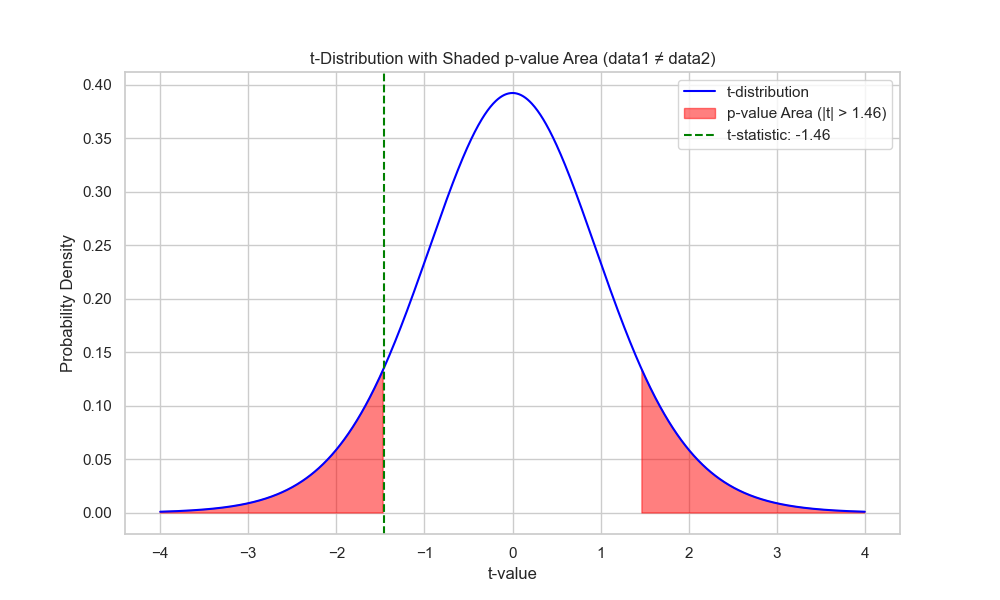 t-Distribution with Shaded p-value Area (data1 ≠ data2)
t-distribution
p-value Area (|t| > 1.46)
t-statistic: -1.46
Probability Density
0.40
0.35
0.30
0.25
0.20
0.15
0.10
0.05
0.00
−4 −3 −2 −1 0 1 2 3 4
t-value